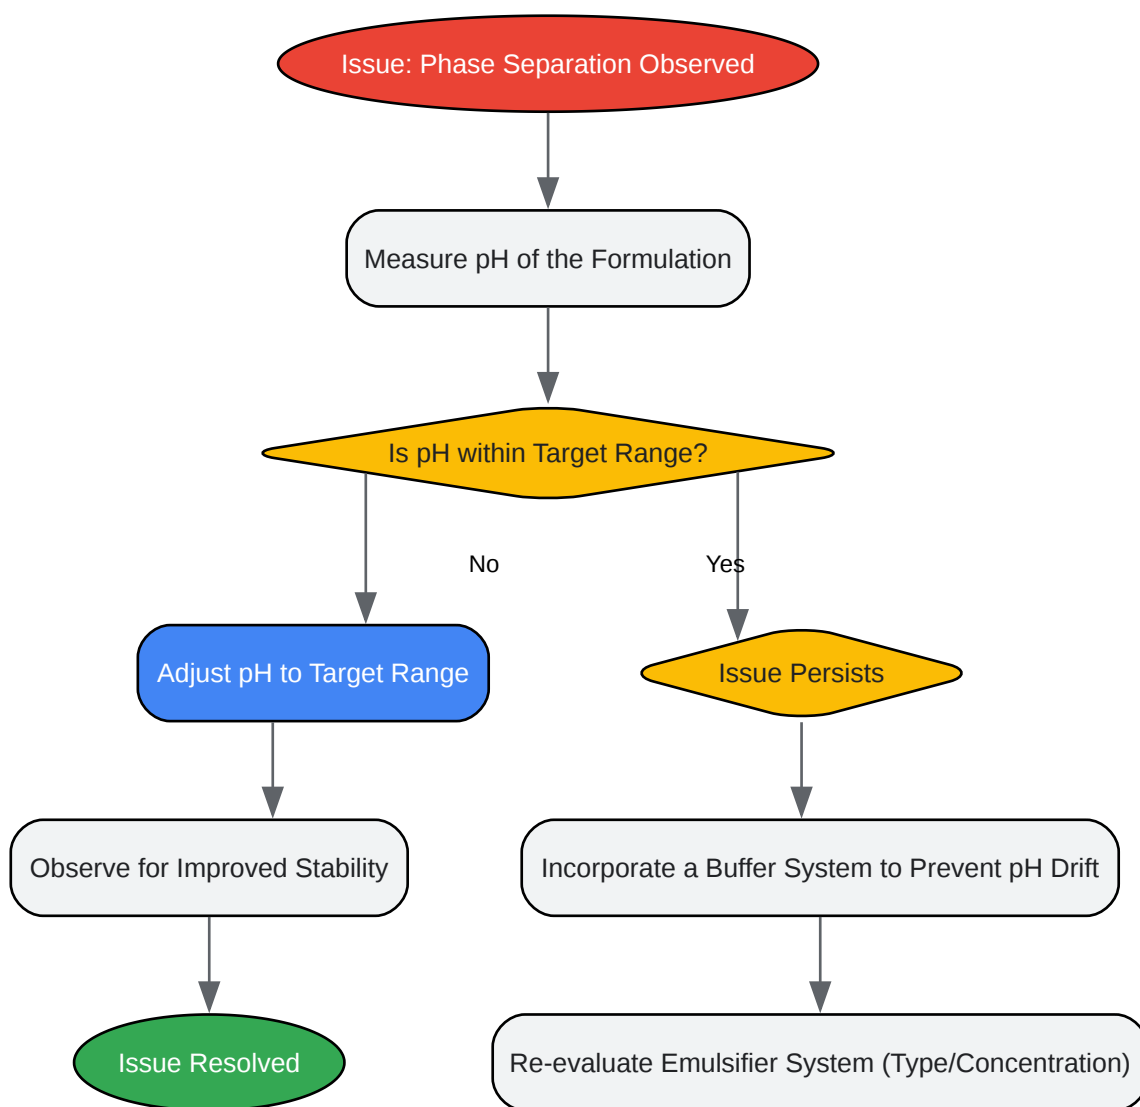 Issue: Phase Separation Observed
Measure pH of the Formulation
Is pH within Target Range?
No
Yes
Adjust pH to Target Range
Issue Persists
Observe for Improved Stability
Incorporate a Buffer System to Prevent pH Drift
Issue Resolved
Re-evaluate Emulsifier System (Type/Concentration)